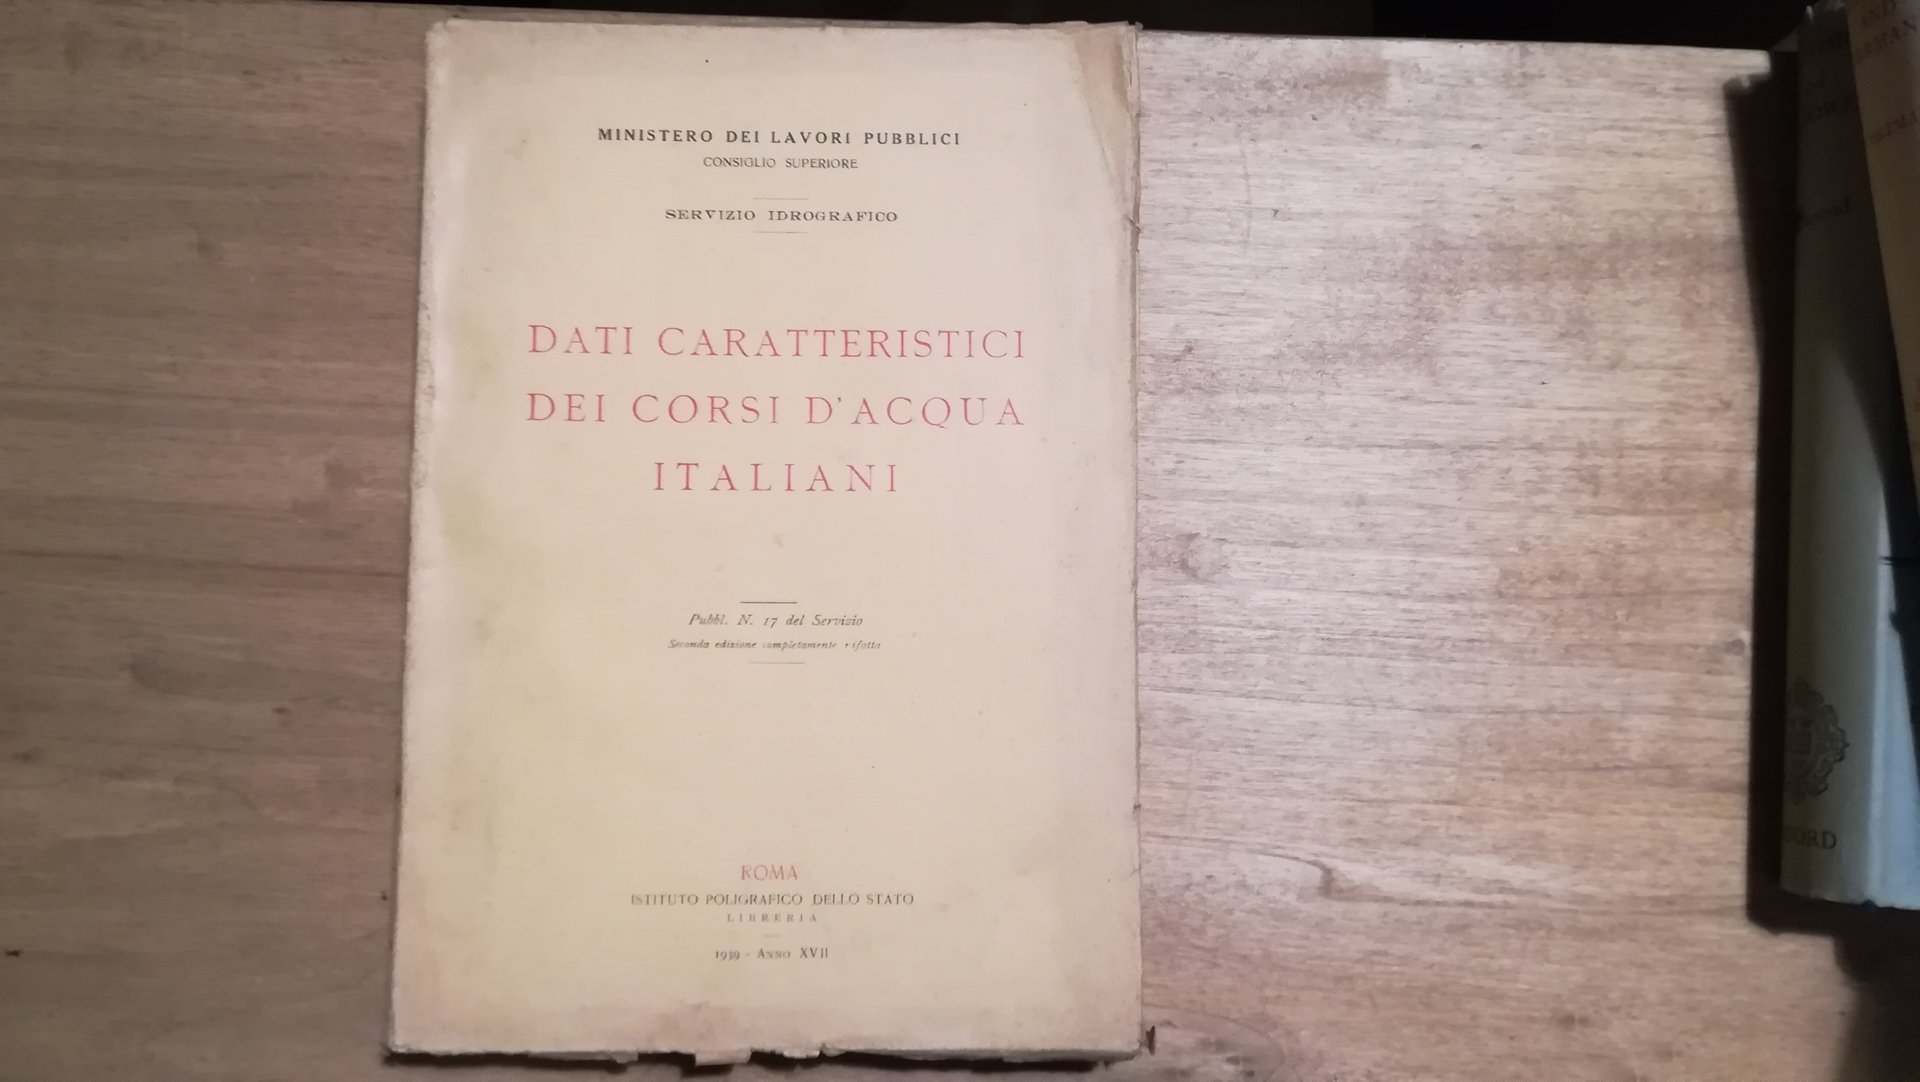 MINISTERO DEI LAVORI PUBBLICI
CONSIGLIO SUPERIORE
SERVIZIO IDROGRAFICO
DATI CARATTERISTICI
DEI CORSI D'ACQUA
ITALIANI
Pubbl. N. 17 del Servizio
Seconda edizione completamente rifatta
ROMA
ISTITUTO POLIGRAFICO DELLO STATO
LIBRERIA
1939 - ANNO XVII